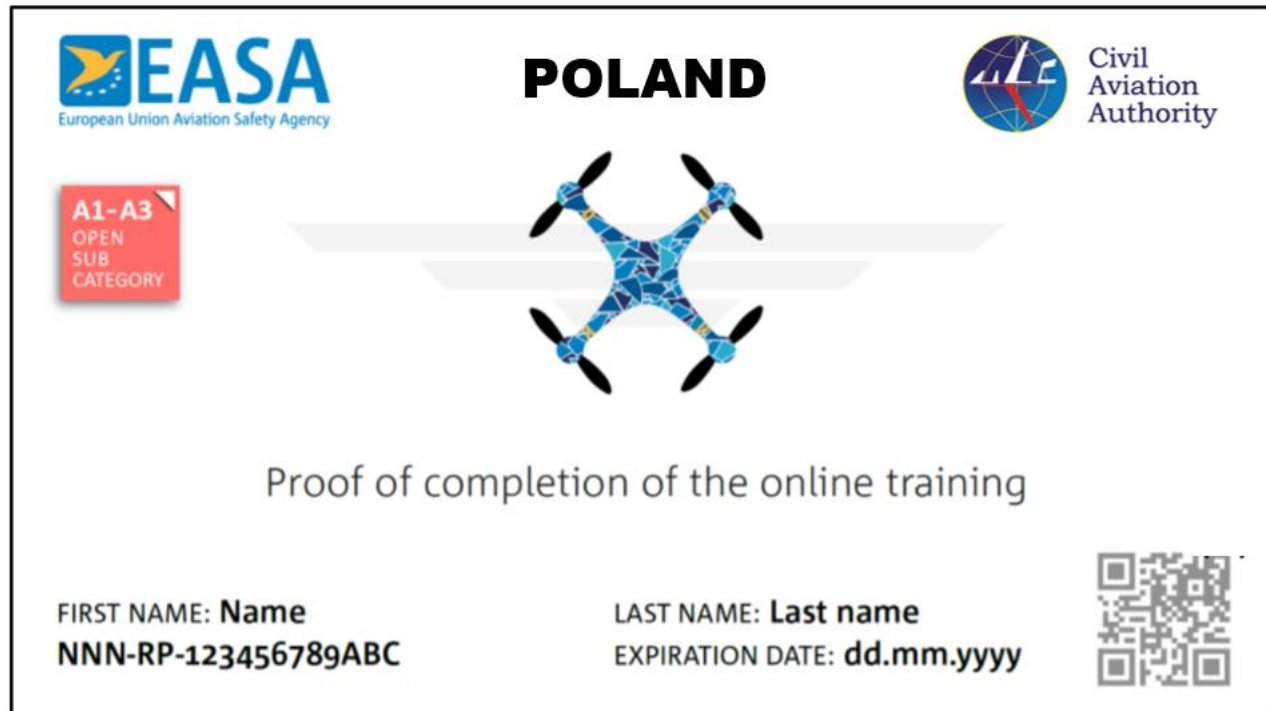 EASA
European Union Aviation Safety Agency
POLAND
Civil
Aviation
Authority
A1-A3
OPEN
SUB
CATEGORY
Proof of completion of the online training
FIRST NAME: Name
NNN-RP-123456789ABC
LAST NAME: Last name
EXPIRATION DATE: dd.mm.yyyy